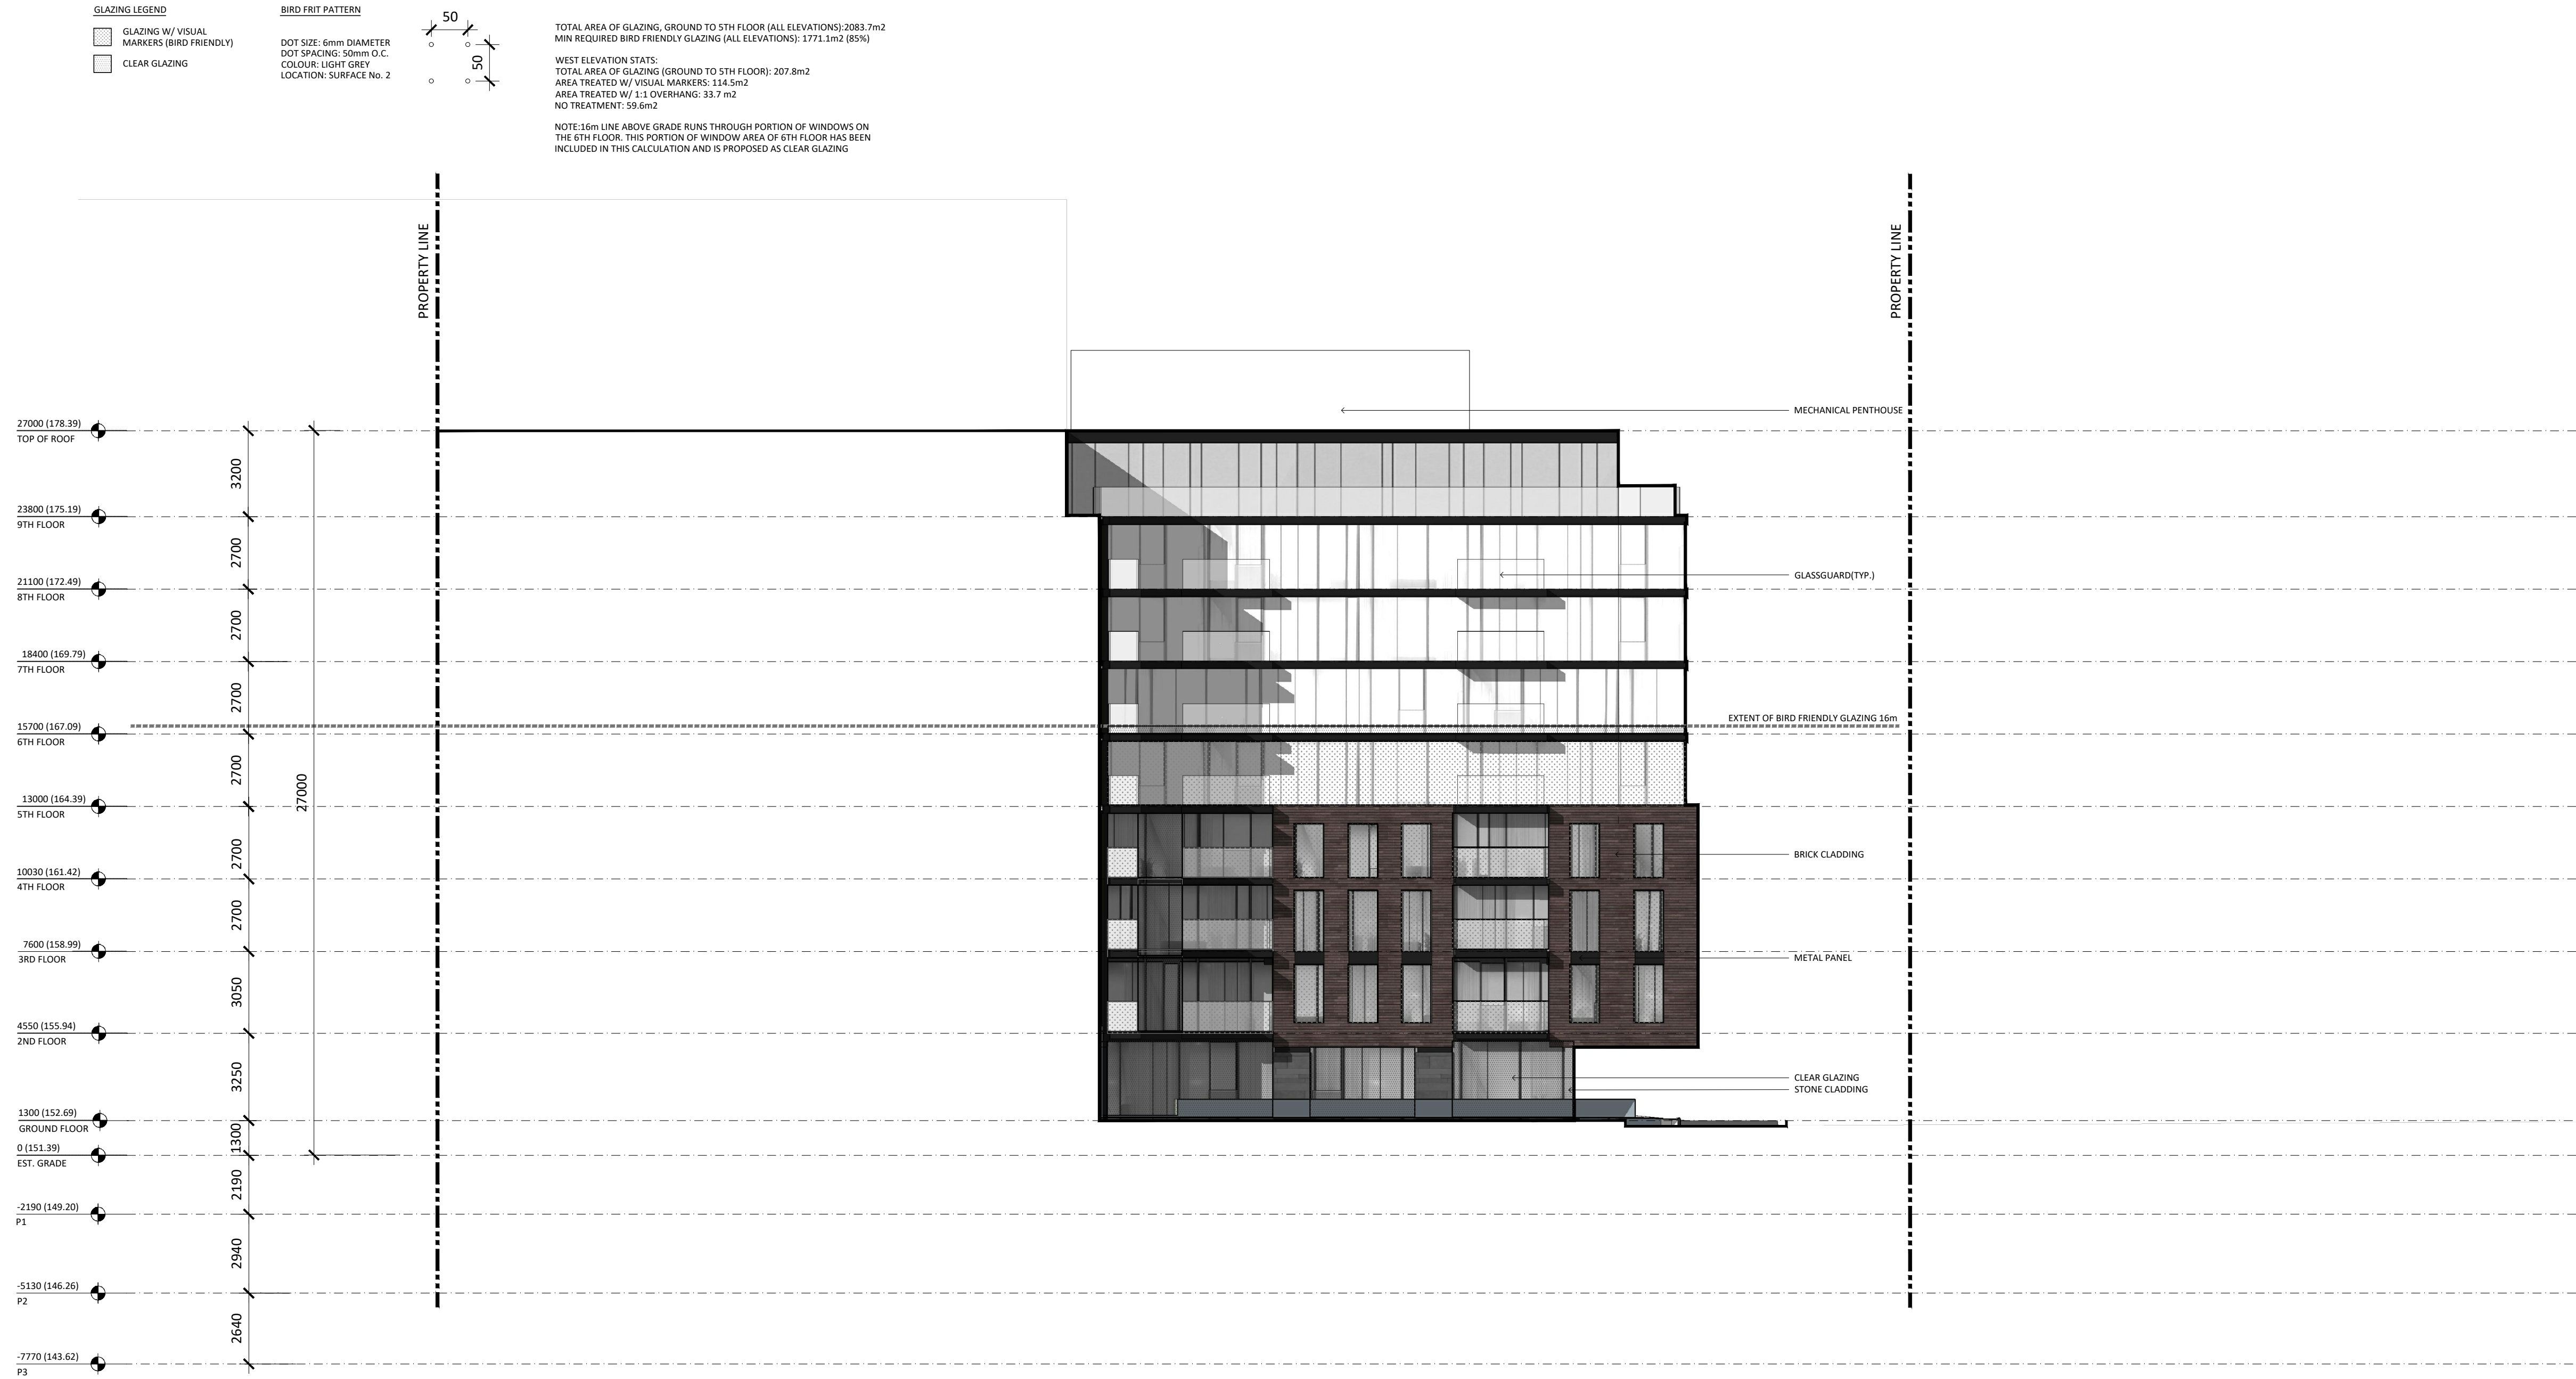 GLAZING LEGEND
GLAZING W/ VISUAL
MARKERS (BIRD FRIENDLY)
CLEAR GLAZING
BIRD FRIT PATTERN
DOT SIZE: 6mm DIAMETER
DOT SPACING: 50mm O.C.
COLOUR: LIGHT GREY
LOCATION: SURFACE No. 2
50
50
TOTAL AREA OF GLAZING, GROUND TO 5TH FLOOR (ALL ELEVATIONS):2083.7m2
MIN REQUIRED BIRD FRIENDLY GLAZING (ALL ELEVATIONS): 1771.1m2 (85%)
WEST ELEVATION STATS:
TOTAL AREA OF GLAZING (GROUND TO 5TH FLOOR): 207.8m2
AREA TREATED W/ VISUAL MARKERS: 114.5m2
AREA TREATED W/ 1:1 OVERHANG: 33.7 m2
NO TREATMENT: 59.6m2
NOTE:16m LINE ABOVE GRADE RUNS THROUGH PORTION OF WINDOWS ON
THE 6TH FLOOR. THIS PORTION OF WINDOW AREA OF 6TH FLOOR HAS BEEN
INCLUDED IN THIS CALCULATION AND IS PROPOSED AS CLEAR GLAZING
PROPERTY LINE
PROPERTY LINE
MECHANICAL PENTHOUSE
27000 (178.39)
TOP OF ROOF
3200
23800 (175.19)
9TH FLOOR
2700
21100 (172.49)
8TH FLOOR
GLASSGUARD(TYP.)
2700
18400 (169.79)
7TH FLOOR
2700
EXTENT OF BIRD FRIENDLY GLAZING 16m
15700 (167.09)
6TH FLOOR
2700
27000
13000 (164.39)
5TH FLOOR
2700
BRICK CLADDING
10030 (161.42)
4TH FLOOR
2700
7600 (158.99)
3RD FLOOR
METAL PANEL
3050
4550 (155.94)
2ND FLOOR
3250
CLEAR GLAZING
STONE CLADDING
1300 (152.69)
GROUND FLOOR
1300
0 (151.39)
EST. GRADE
2190
-2190 (149.20)
P1
2940
-5130 (146.26)
P2
2640
-7770 (143.62)
P3